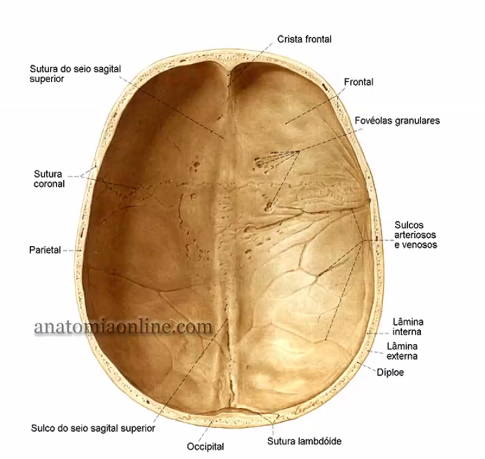 Crista frontal
Sutura do seio sagital
superior
Frontal
Fovéolas granulares
Sutura
coronal
Sulcos
arteriosos
e venosos
Parietal
anatomiaonline.com
Lâmina
interna
Lâmina
externa
Díploe
Sulco do seio sagital superior
Occipital
Sutura lambdóide